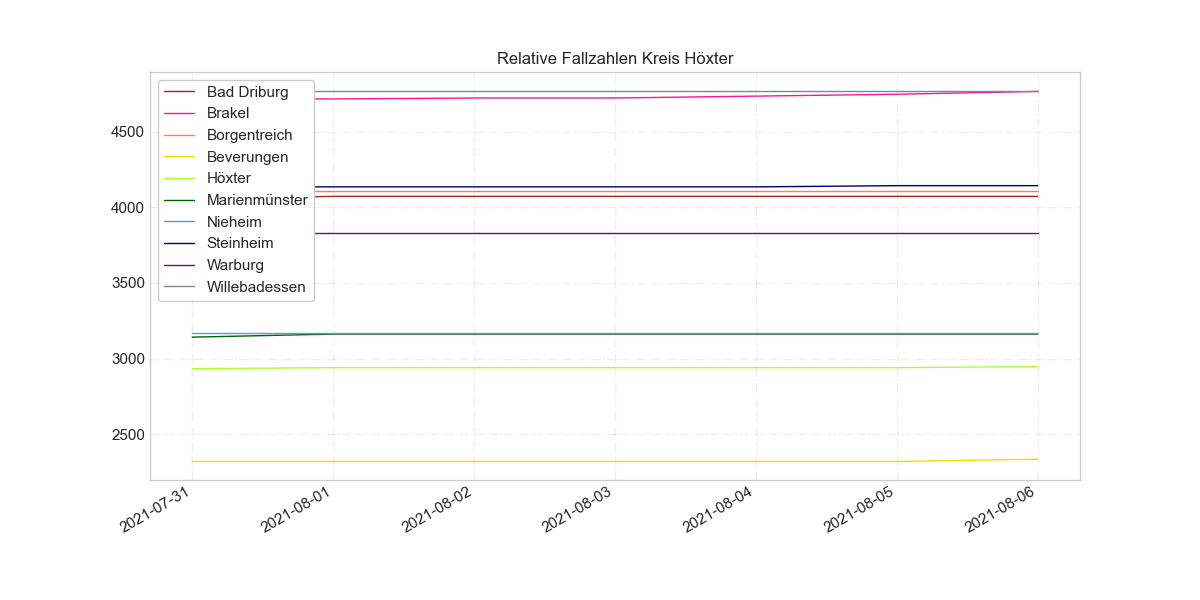 Relative Fallzahlen Kreis Höxter
Bad Driburg
Brakel
Borgentreich
Beverungen
Höxter
Marienmünster
Nieheim
Steinheim
Warburg
Willebadessen
4500
4000
3500
3000
2500
2021-07-31
2021-08-01
2021-08-02
2021-08-03
2021-08-04
2021-08-05
2021-08-06